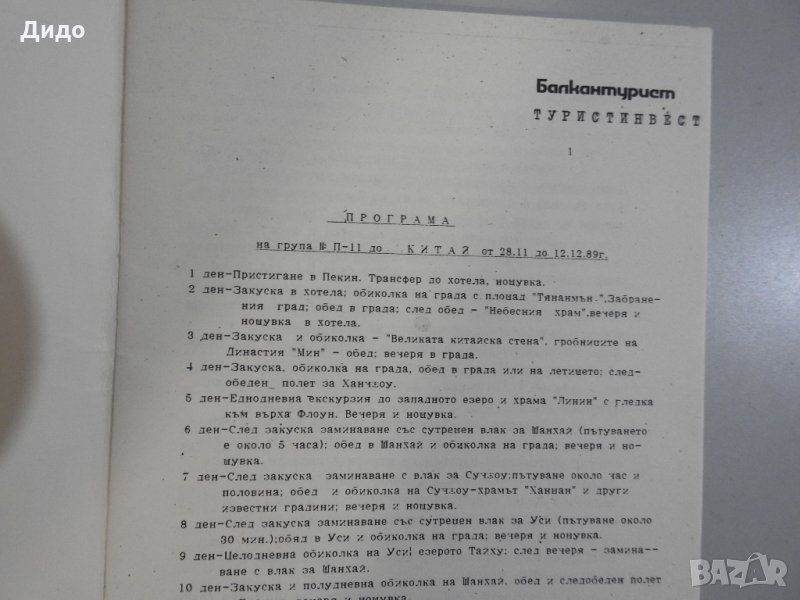 Дидо
Балкантурист
ТУРИСТИНВЕСТ
1
ПРОГРАМА
на група № П-11 до КИТАЙ от 28.11 до 12.12.89г.
1 ден-Пристигане в Пекин. Трансфер до хотела, нощувка.
2 ден-Закуска в хотела; обиколка на града с площад "Тянанмън",Забране-
ния град; обед в града; след обед - "Небесния храм",вечеря и
нощувка в хотела.
3 ден-Закуска и обиколка - "Великата китайска стена", гробниците на
Династия "Мин" - обед; вечеря в града.
4 ден-Закуска, обиколка на града, обед в града или на летището; след-
обеден полет за Ханчжоу.
5 ден-Еднодневна екскурзия до западното езеро и храма "Линин" с гледка
към върха Флоун. Вечеря и нощувка.
6 ден-След закуска заминаване със сутрешен влак за Шанхай (пътуването
е около 5 часа); обед в Шанхай и обиколка на града; вечеря и но-
щувка.
7 ден-След закуска заминаване с влак за Сучжоу;пътуване около час и
половина; обед и обиколка на Сучжоу-храмът "Ханшан" и други
известни градини; вечеря и нощувка.
8 ден-След закуска заминаване със сутрешен влак за Уси (пътуване около
30 мин.);обяд в Уси и обиколка на града; вечеря и нощувка.
9 ден-Целодневна обиколка на Уси езерото Тайху; след вечеря - замина--
ване с влак за Шанхай.
10 ден-Закуска и полудневна обиколка на Шанхай, обед и следобеден полет
вечеря и нощувка.
BAZAR